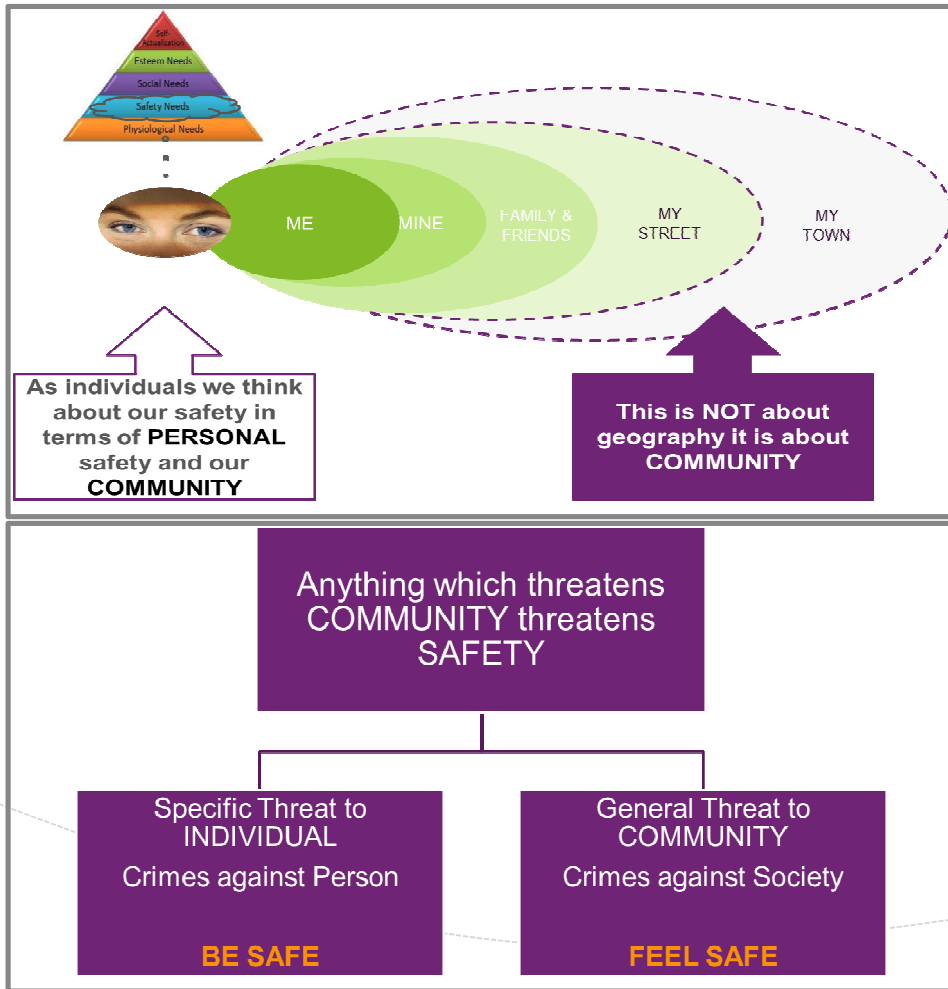 Self-
Actualization
Esteem Needs
Social Needs
Safety Needs
Physiological Needs
ME
MINE
FAMILY &
FRIENDS
MY
STREET
MY
TOWN
As individuals we think
about our safety in
terms of PERSONAL
safety and our
COMMUNITY
This is NOT about
geography it is about
COMMUNITY
Anything which threatens
COMMUNITY threatens
SAFETY
Specific Threat to
INDIVIDUAL
Crimes against Person
BE SAFE
General Threat to
COMMUNITY
Crimes against Society
FEEL SAFE